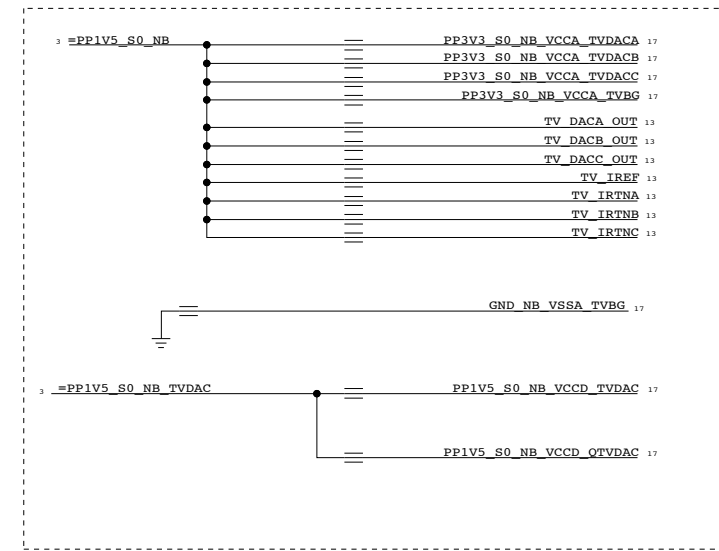 3 =PP1V5_S0_NB PP3V3_S0_NB_VCCA_TVDACA 17
PP3V3_S0_NB_VCCA_TVDACB 17
PP3V3_S0_NB_VCCA_TVDACC 17
PP3V3_S0_NB_VCCA_TVBG 17
TV_DACA_OUT 13
TV_DACB_OUT 13
TV_DACC_OUT 13
TV_IREF 13
TV_IRTNA 13
TV_IRTNB 13
TV_IRTNC 13
GND_NB_VSSA_TVBG 17
3 =PP1V5_S0_NB_TVDAC PP1V5_S0_NB_VCCD_TVDAC 17
PP1V5_S0_NB_VCCD_QTVDAC 17